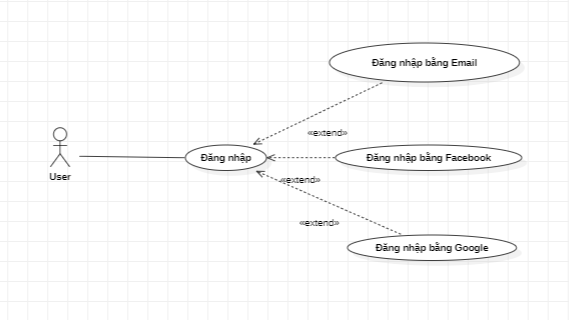 Đăng nhập bằng Email
«extend»
Đăng nhập
Đăng nhập bằng Facebook
User
«extend»
«extend»
Đăng nhập bằng Google